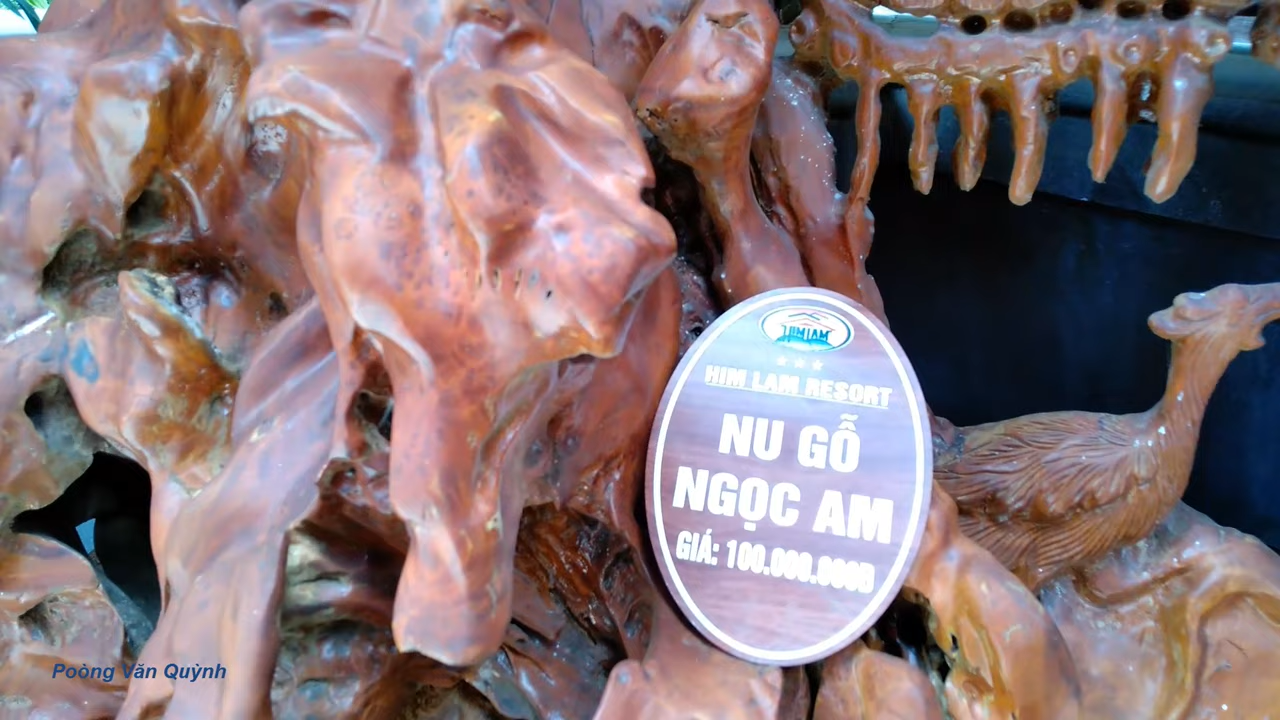 HIM LAM
HIM LAM RESORT
NU GỖ
NGỌC AM
GIÁ: 100.000.000Đ
Poòng Văn Quỳnh